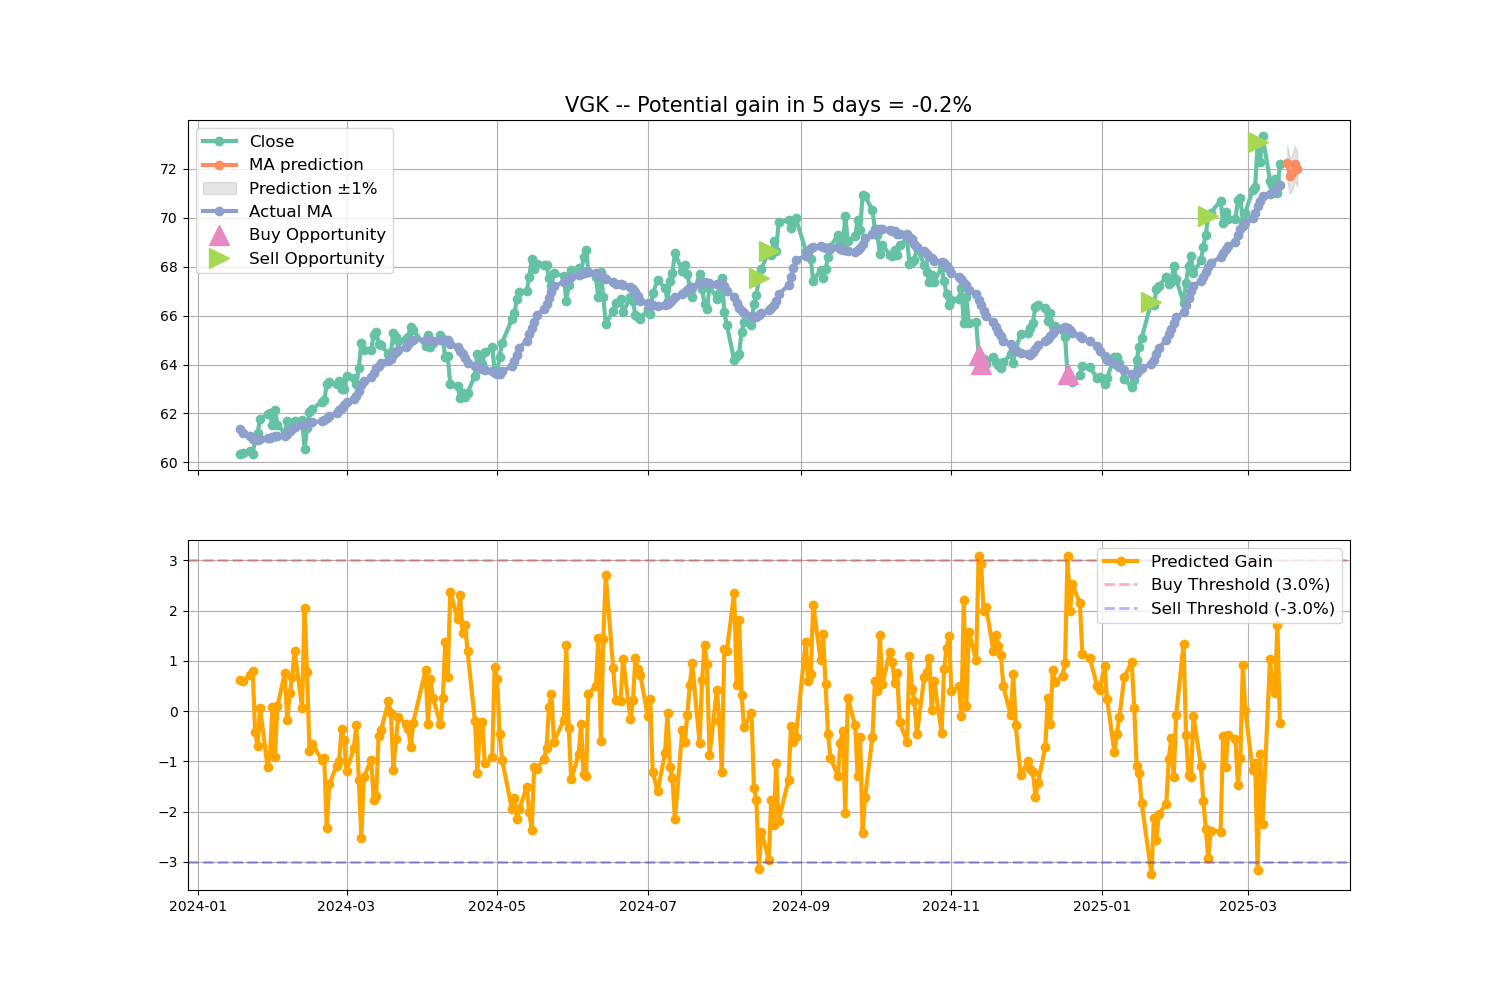 VGK -- Potential gain in 5 days = -0.2%
Close
MA prediction
Prediction ±1%
Actual MA
Buy Opportunity
Sell Opportunity
72
70
68
66
64
62
60
Predicted Gain
Buy Threshold (3.0%)
Sell Threshold (-3.0%)
3
2
1
0
−1
−2
−3
2024-01 2024-03 2024-05 2024-07 2024-09 2024-11 2025-01 2025-03